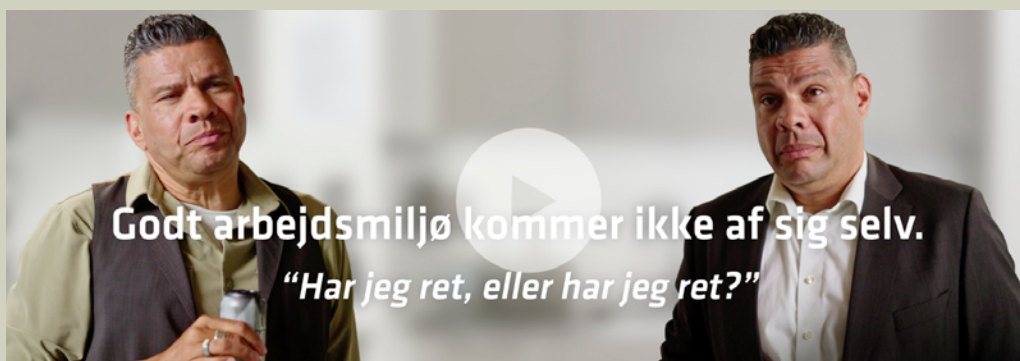 Godt arbejdsmiljø kommer ikke af sig selv.
“Har jeg ret, eller har jeg ret?”